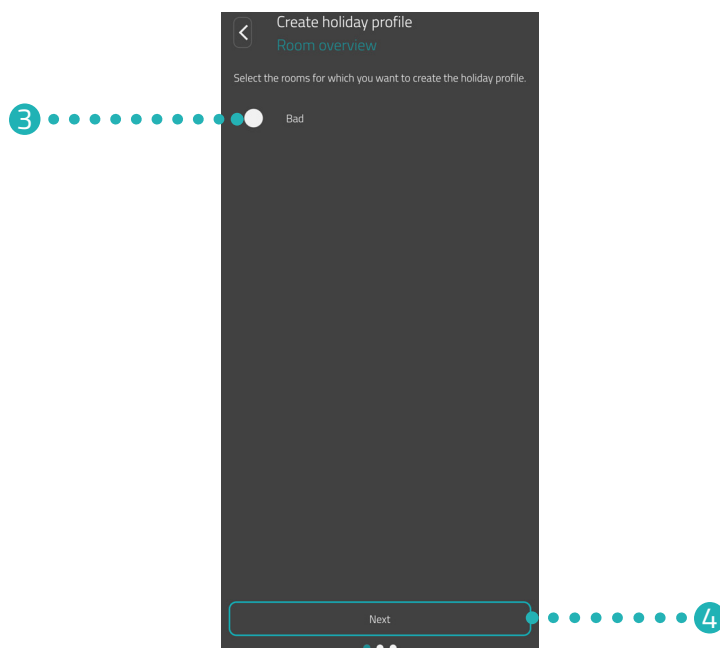 Create holiday profile
Room overview
Select the rooms for which you want to create the holiday profile.
3
Bad
Next
4